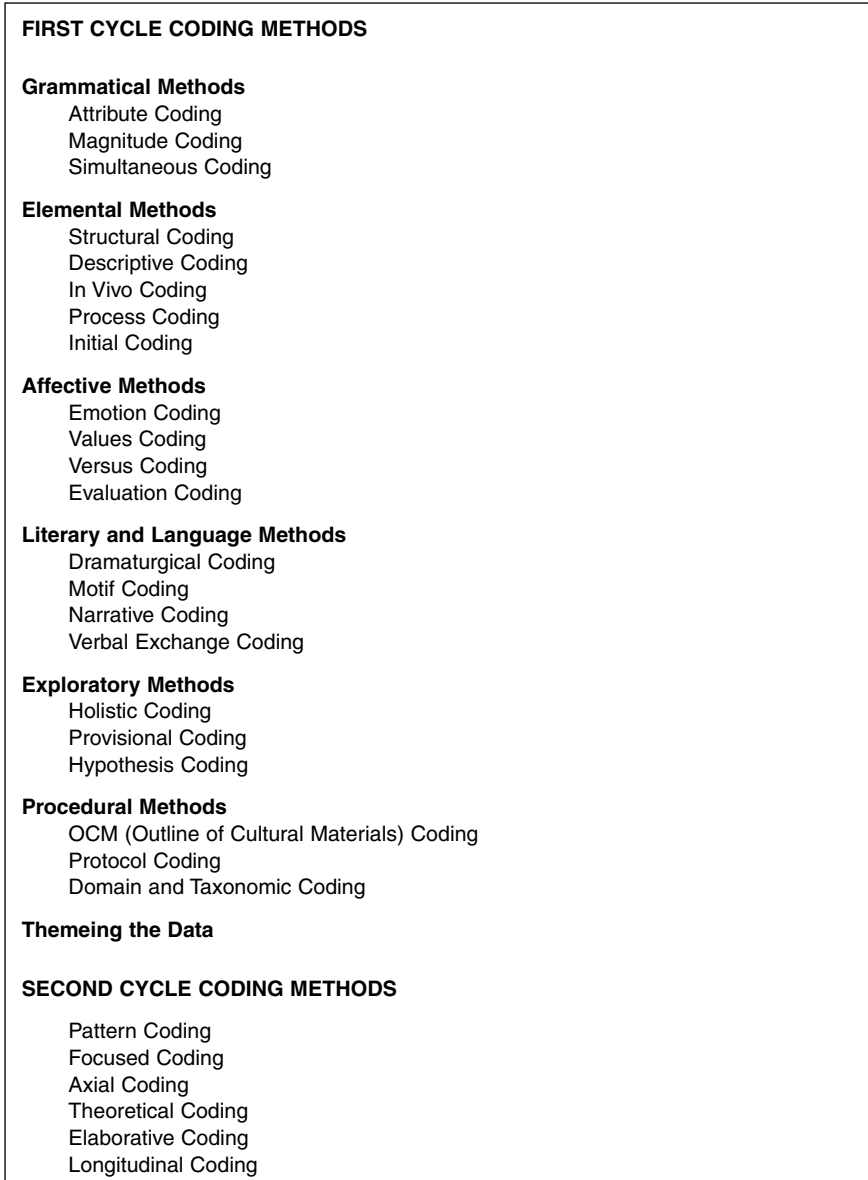 FIRST CYCLE CODING METHODS
Grammatical Methods
Attribute Coding
Magnitude Coding
Simultaneous Coding
Elemental Methods
Structural Coding
Descriptive Coding
In Vivo Coding
Process Coding
Initial Coding
Affective Methods
Emotion Coding
Values Coding
Versus Coding
Evaluation Coding
Literary and Language Methods
Dramaturgical Coding
Motif Coding
Narrative Coding
Verbal Exchange Coding
Exploratory Methods
Holistic Coding
Provisional Coding
Hypothesis Coding
Procedural Methods
OCM (Outline of Cultural Materials) Coding
Protocol Coding
Domain and Taxonomic Coding
Themeing the Data
SECOND CYCLE CODING METHODS
Pattern Coding
Focused Coding
Axial Coding
Theoretical Coding
Elaborative Coding
Longitudinal Coding